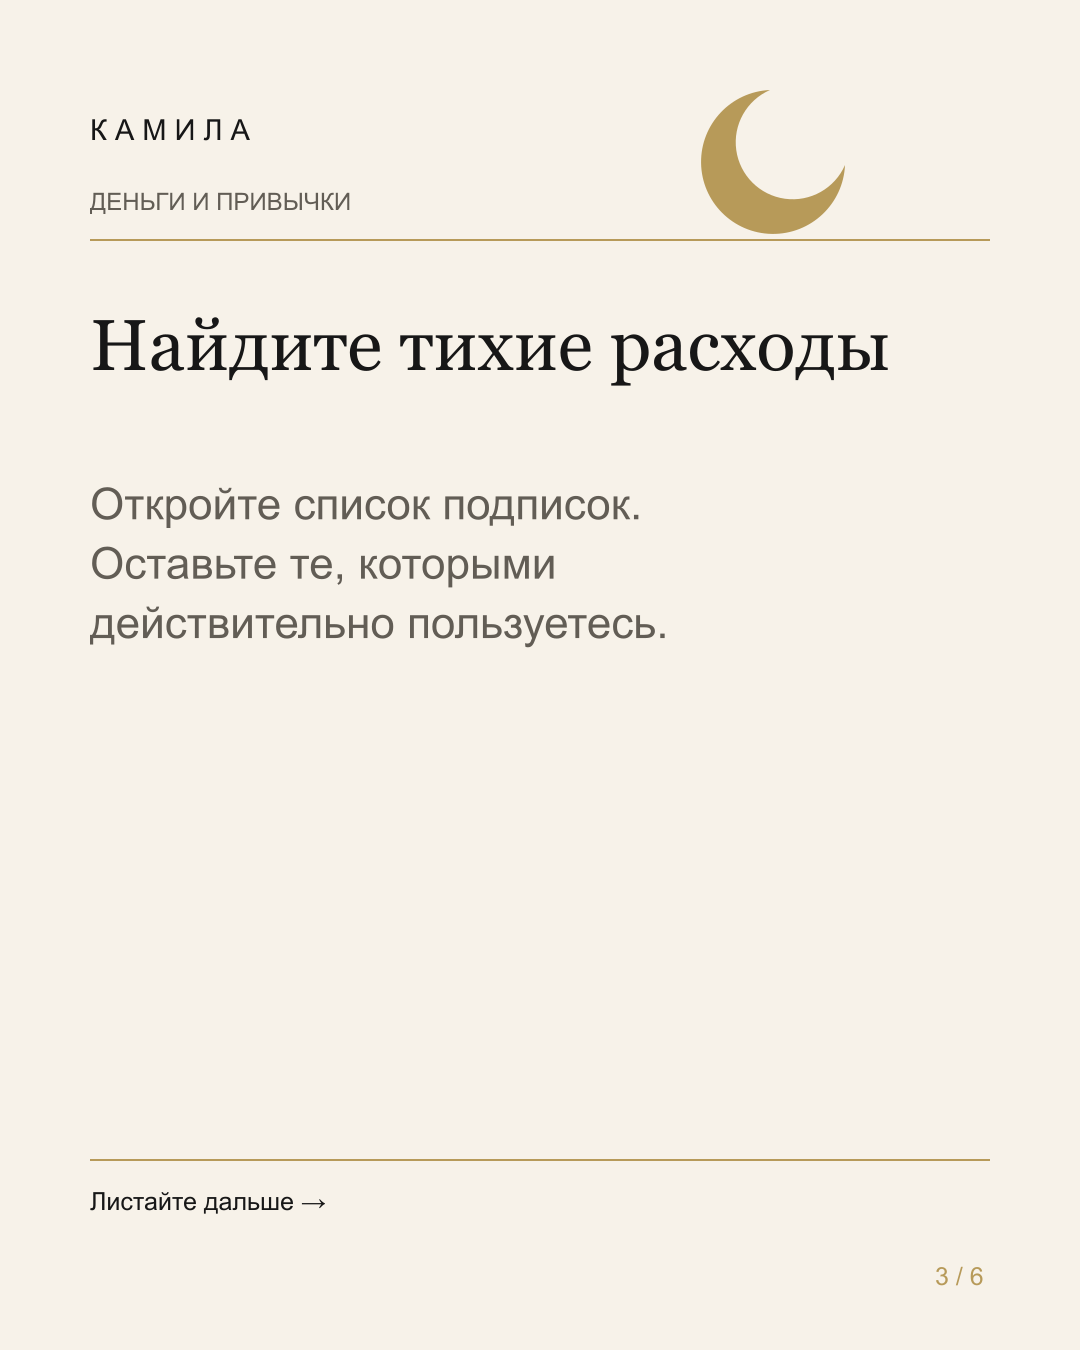 КАМИЛА
ДЕНЬГИ И ПРИВЫЧКИ
Найдите тихие расходы
Откройте список подписок.
Оставьте те, которыми
действительно пользуетесь.
Листайте дальше →
3 / 6